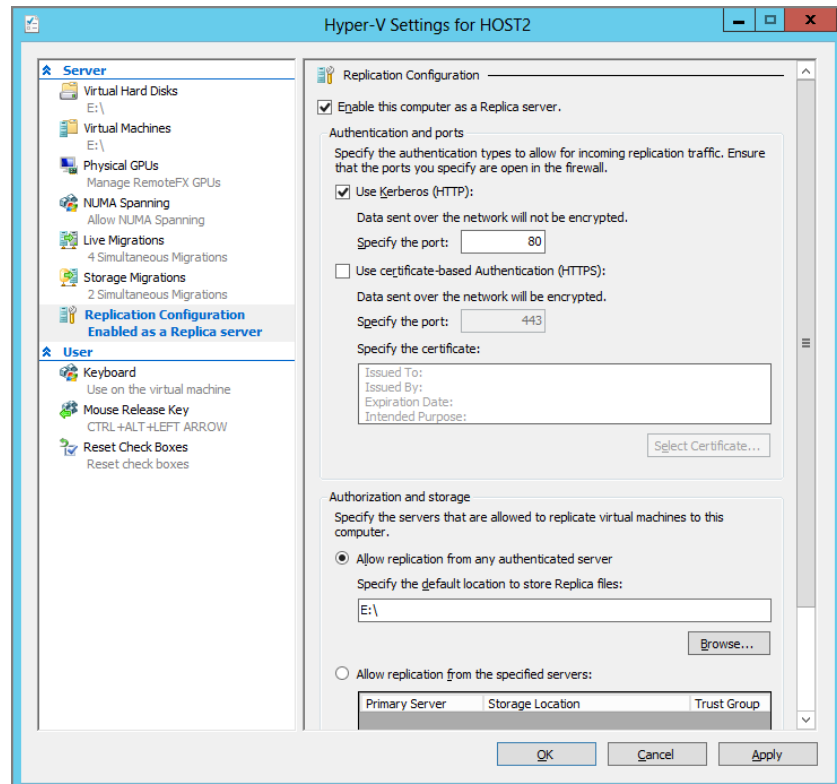 Hyper-V Settings for HOST2
Server
Virtual Hard Disks
E:\
Virtual Machines
E:\
Physical GPUs
Manage RemoteFX GPUs
NUMA Spanning
Allow NUMA Spanning
Live Migrations
4 Simultaneous Migrations
Storage Migrations
2 Simultaneous Migrations
Replication Configuration
Enabled as a Replica server
User
Keyboard
Use on the virtual machine
Mouse Release Key
CTRL+ALT+LEFT ARROW
Reset Check Boxes
Reset check boxes
Replication Configuration
Enable this computer as a Replica server.
Authentication and ports
Specify the authentication types to allow for incoming replication traffic. Ensure
that the ports you specify are open in the firewall.
Use Kerberos (HTTP):
Data sent over the network will not be encrypted.
Specify the port: 80
Use certificate-based Authentication (HTTPS):
Data sent over the network will be encrypted.
Specify the port: 443
Specify the certificate:
Issued To:
Issued By:
Expiration Date:
Intended Purpose:
Select Certificate...
Authorization and storage
Specify the servers that are allowed to replicate virtual machines to this
computer.
Allow replication from any authenticated server
Specify the default location to store Replica files:
E:\
Browse...
Allow replication from the specified servers:
Primary Server Storage Location Trust Group
OK Cancel Apply